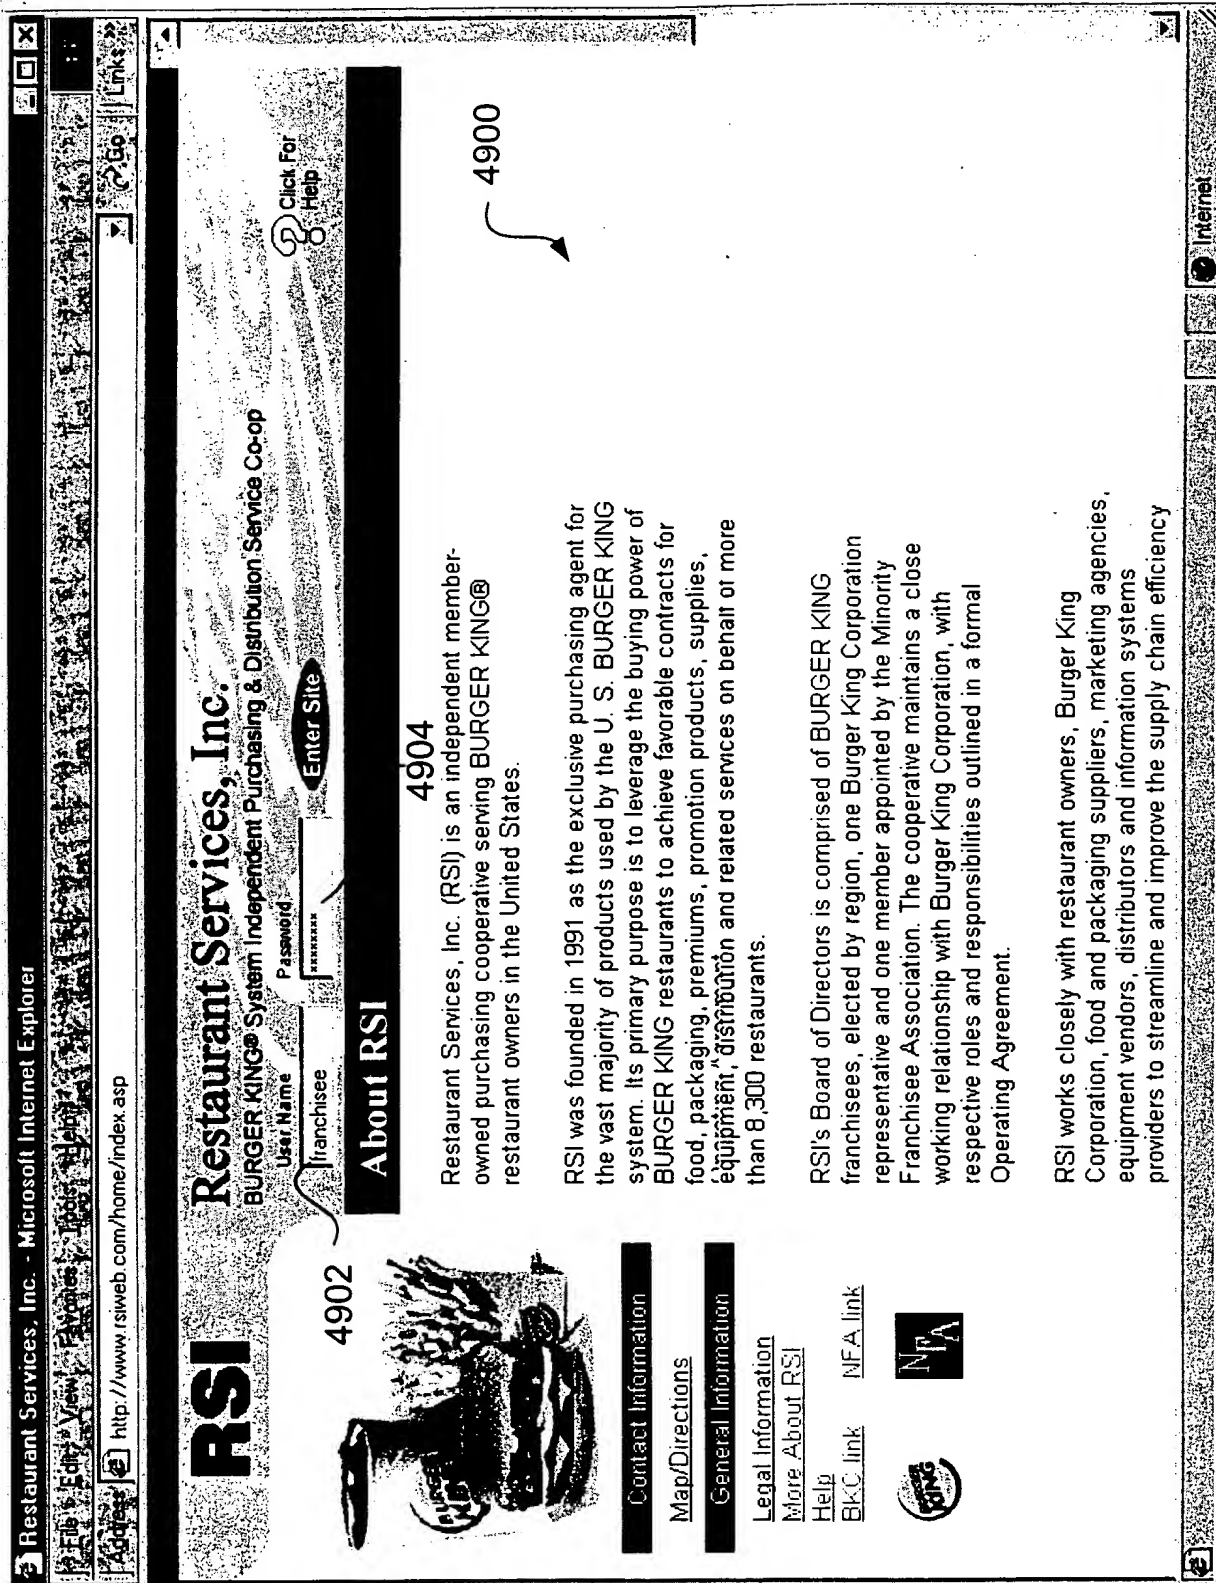 Restaurant Services, Inc. - Microsoft Internet Explorer
File Edit View Favorites Tools Help
Address http://www.rsiweb.com/home/index.asp Go Links »
RSI
Restaurant Services, Inc.
BURGER KING® System Independent Purchasing & Distribution Service Co-op
User Name
Password
franchisee
xxxxxxxx
Enter Site
Click For
Help
4902
About RSI
4904
4900
Restaurant Services, Inc. (RSI) is an independent member-
owned purchasing cooperative serving BURGER KING®
restaurant owners in the United States.
RSI was founded in 1991 as the exclusive purchasing agent for
the vast majority of products used by the U. S. BURGER KING
system. Its primary purpose is to leverage the buying power of
BURGER KING restaurants to achieve favorable contracts for
food, packaging, premiums, promotion products, supplies,
equipment, distribution and related services on behalf of more
than 8,300 restaurants.
RSI's Board of Directors is comprised of BURGER KING
franchisees, elected by region, one Burger King Corporation
representative and one member appointed by the Minority
Franchisee Association. The cooperative maintains a close
working relationship with Burger King Corporation, with
respective roles and responsibilities outlined in a formal
Operating Agreement.
RSI works closely with restaurant owners, Burger King
Corporation, food and packaging suppliers, marketing agencies,
equipment vendors, distributors and information systems
providers to streamline and improve the supply chain efficiency
Contact Information
Map/Directions
General Information
Legal Information
More About RSI
Help
BKC link NFA link
BURGER KING
NFA
Internet